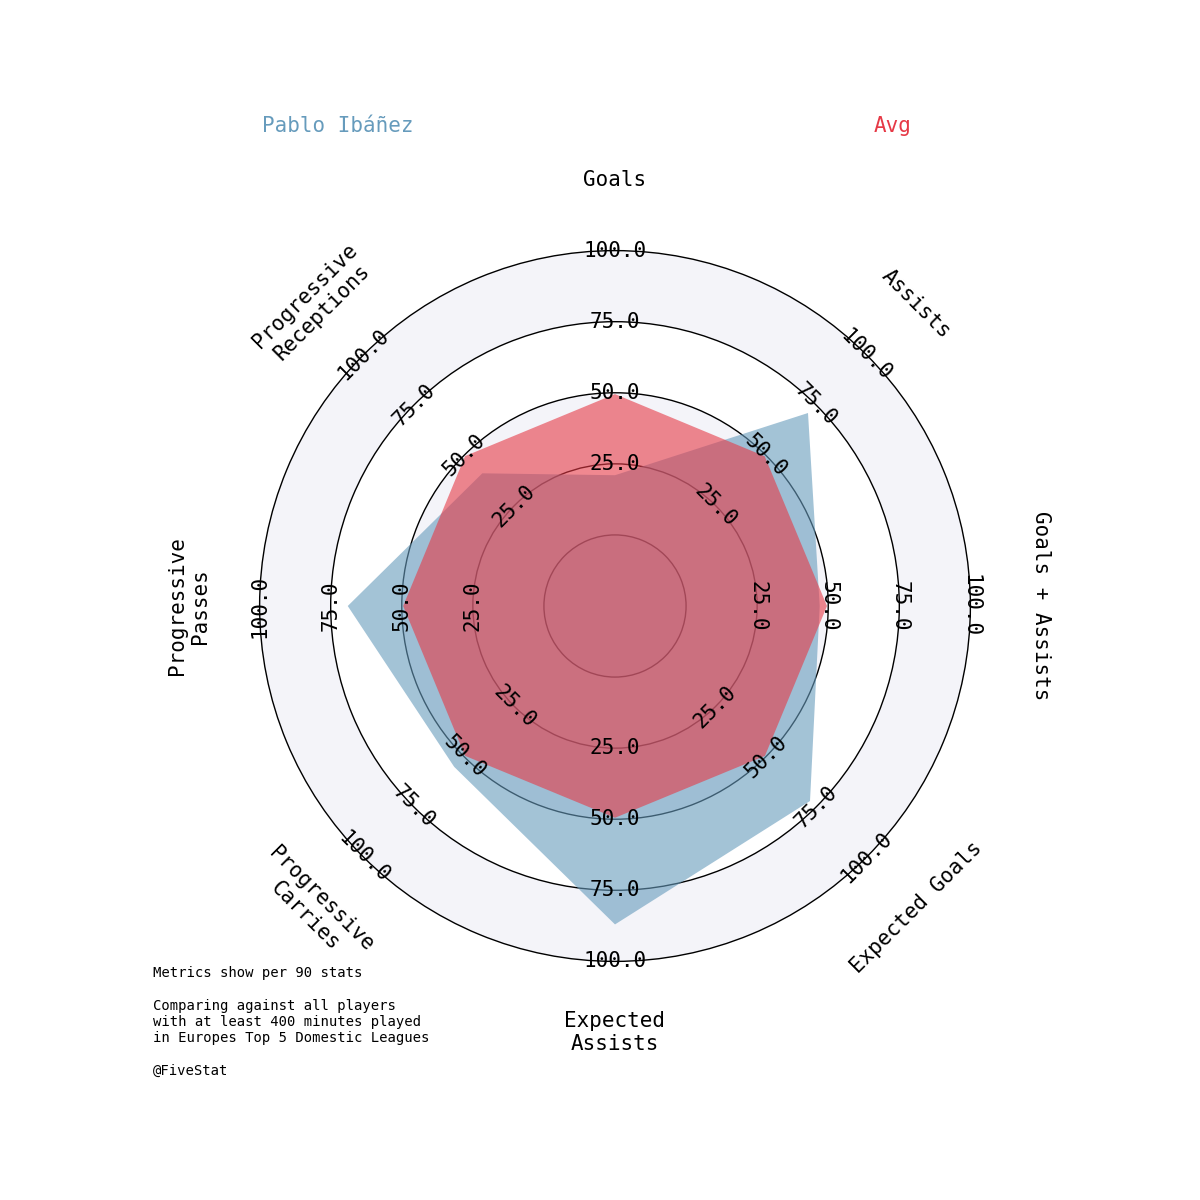 Pablo Ibáñez
Avg
Goals
Assists
Goals + Assists
Expected Goals
Expected
Assists
Progressive
Carries
Progressive
Passes
Progressive
Receptions
25.0
50.0
75.0
100.0
25.0
50.0
75.0
100.0
25.0
50.0
75.0
100.0
25.0
50.0
75.0
100.0
25.0
50.0
75.0
100.0
25.0
50.0
75.0
100.0
25.0
50.0
75.0
100.0
25.0
50.0
75.0
100.0
Metrics show per 90 stats
Comparing against all players
with at least 400 minutes played
in Europes Top 5 Domestic Leagues
@FiveStat